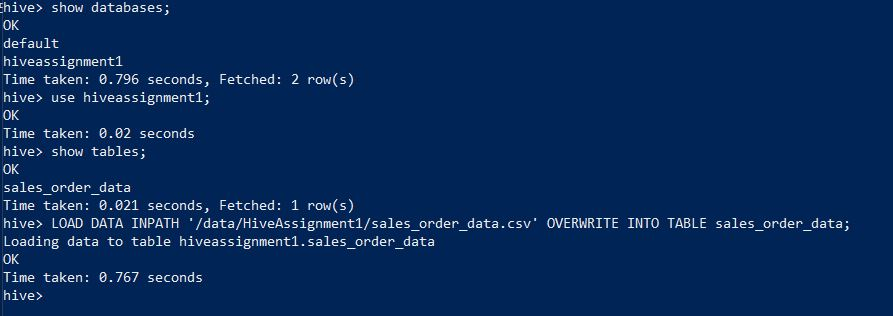 hive> show databases;
OK
default
hiveassignment1
Time taken: 0.796 seconds, Fetched: 2 row(s)
hive> use hiveassignment1;
OK
Time taken: 0.02 seconds
hive> show tables;
OK
sales_order_data
Time taken: 0.021 seconds, Fetched: 1 row(s)
hive> LOAD DATA INPATH '/data/HiveAssignment1/sales_order_data.csv' OVERWRITE INTO TABLE sales_order_data;
Loading data to table hiveassignment1.sales_order_data
OK
Time taken: 0.767 seconds
hive>